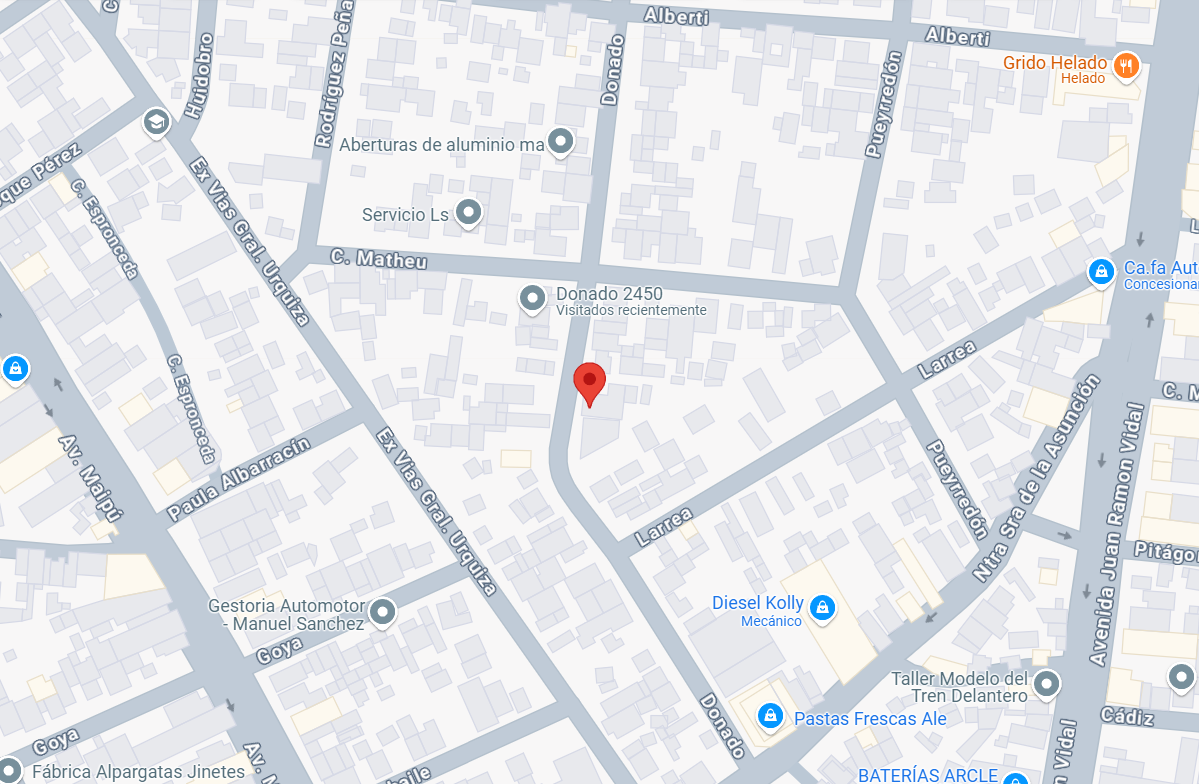 Alberti
Alberti
Grido Helado
Helado
Huidobro
Rodríguez Peña
Donado
Pueyrredón
Aberturas de aluminio ma
que Pérez
C. Espronceda
Ex Vías Gral. Urquiza
Servicio Ls
C. Matheu
Ca.fa Aut
Concesionar
Donado 2450
Visitados recientemente
Larrea
C. Espronceda
C. M
Av. Maipú
Paula Albarracín
Ex Vías Gral. Urquiza
Pueyrredón
Ntra Sra de la Asunción
Avenida Juan Ramon Vidal
Larrea
Pitágor
Gestoria Automotor
- Manuel Sanchez
Diesel Kolly
Mecánico
Goya
Taller Modelo del
Tren Delantero
Donado
Pastas Frescas Ale
Cádiz
Goya
Av. M
Fábrica Alpargatas Jinetes
BATERÍAS ARCLE
n Vidal